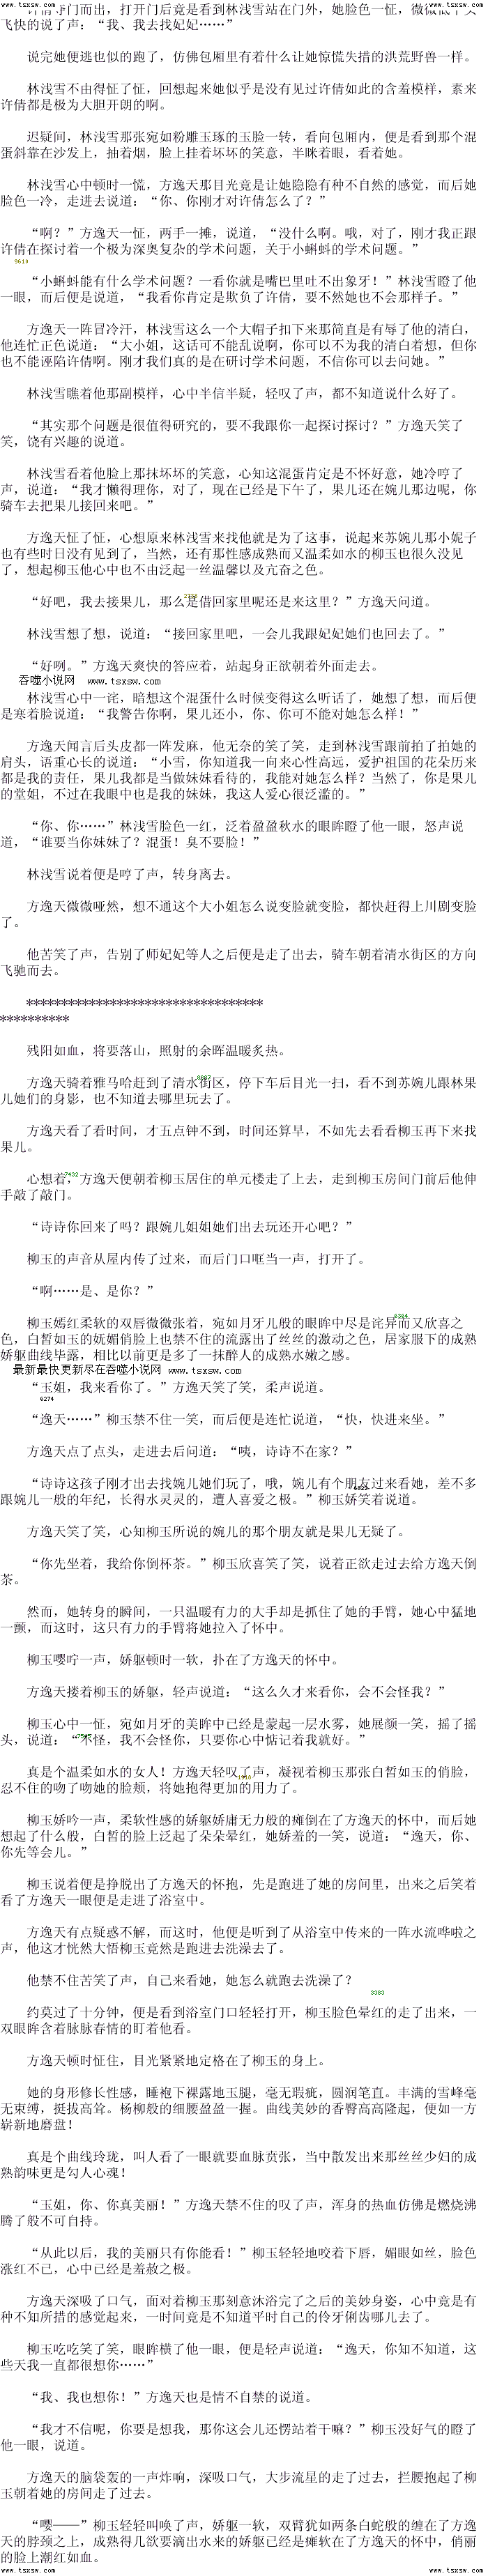 www.tsxsw.com www.tsxsw.com
许倩夺门而出，打开门后竟是看到林浅雪站在门外，她脸色一怔，微微低下头
飞快的说了声：“我、我去找妃妃……”
说完她便逃也似的跑了，仿佛包厢里有着什么让她惊慌失措的洪荒野兽一样。
林浅雪不由得怔了怔，回想起来她似乎是没有见过许倩如此的含羞模样，素来
许倩都是极为大胆开朗的啊。
迟疑间，林浅雪那张宛如粉雕玉琢的玉脸一转，看向包厢内，便是看到那个混
蛋斜靠在沙发上，抽着烟，脸上挂着坏坏的笑意，半眯着眼，看着她。
林浅雪心中顿时一慌，方逸天那目光竟是让她隐隐有种不自然的感觉，而后她
脸色一冷，走进去说道：“你、你刚才对许倩怎么了？”
“啊？”方逸天一怔，两手一摊，说道，“没什么啊。哦，对了，刚才我正跟
许倩在探讨着一个极为深奥复杂的学术问题，关于小蝌蚪的学术问题。”
9614
“小蝌蚪能有什么学术问题？一看你就是嘴巴里吐不出象牙！”林浅雪瞪了他
一眼，而后便是说道，“我看你肯定是欺负了许倩，要不然她也不会那样子。”
方逸天一阵冒冷汗，林浅雪这么一个大帽子扣下来那简直是有辱了他的清白，
他连忙正色说道：“大小姐，这话可不能乱说啊，你可以不为我的清白着想，但你
也不能诬陷许倩啊。刚才我们真的是在研讨学术问题，不信你可以去问她。”
林浅雪瞧着他那副模样，心中半信半疑，轻叹了声，都不知道说什么好了。
“其实那个问题是很值得研究的，要不我跟你一起探讨探讨？”方逸天笑了
笑，饶有兴趣的说道。
林浅雪看着他脸上那抹坏坏的笑意，心知这混蛋肯定是不怀好意，她冷哼了
声，说道：“我才懒得理你，对了，现在已经是下午了，果儿还在婉儿那边呢，你
骑车去把果儿接回来吧。”
方逸天怔了怔，心想原来林浅雪来找他就是为了这事，说起来苏婉儿那小妮子
也有些时日没有见到了，当然，还有那性感成熟而又温柔如水的柳玉也很久没见
了，想起柳玉他心中也不由泛起一丝温馨以及亢奋之色。
“好吧，我去接果儿，那么是借回家里呢还是来这里？”方逸天问道。
林浅雪想了想，说道：“接回家里吧，一会儿我跟妃妃她们也回去了。”
“好咧。”方逸天爽快的答应着，站起身正欲朝着外面走去。
吞噬小说网 www.tsxsw.com
林浅雪心中一诧，暗想这个混蛋什么时候变得这么听话了，她想了想，而后便
是寒着脸说道：“我警告你啊，果儿还小，你、你可不能对她怎么样！”
方逸天闻言后头皮都一阵发麻，他无奈的笑了笑，走到林浅雪跟前拍了拍她的
肩头，语重心长的说道：“小雪，你知道我一向来心性高远，爱护祖国的花朵历来
都是我的责任，果儿我都是当做妹妹看待的，我能对她怎么样？当然了，你是果儿
的堂姐，不过在我眼中也是我的妹妹，我这人爱心很泛滥的。”
“你、你……”林浅雪脸色一红，泛着盈盈秋水的眼眸瞪了他一眼，怒声说
道，“谁要当你妹妹了？混蛋！臭不要脸！”
林浅雪说着便是哼了声，转身离去。
方逸天微微哑然，想不通这个大小姐怎么说变脸就变脸，都快赶得上川剧变脸
了。
他苦笑了声，告别了师妃妃等人之后便是走了出去，骑车朝着清水街区的方向
飞驰而去。
**********************************
**********
残阳如血，将要落山，照射的余晖温暖炙热。
方逸天骑着雅马哈赶到了清水街区，停下车后目光一扫，看不到苏婉儿跟林果
儿她们的身影，也不知道去哪里玩去了。
方逸天看了看时间，才五点钟不到，时间还算早，不如先去看看柳玉再下来找
果儿。
7432
心想着，方逸天便朝着柳玉居住的单元楼走了上去，走到柳玉房间门前后他伸
手敲了敲门。
“诗诗你回来了吗？跟婉儿姐姐她们出去玩还开心吧？”
柳玉的声音从屋内传了过来，而后门口哐当一声，打开了。
“啊……是、是你？”
柳玉嫣红柔软的双唇微微张着，宛如月牙儿般的眼眸中尽是诧异而又欣喜之
色，白皙如玉的妩媚俏脸上也禁不住的流露出了丝丝的激动之色，居家服下的成熟
娇躯曲线毕露，相比以前更是多了一抹醉人的成熟水嫩之感。
最新最快更新尽在吞噬小说网 www.tsxsw.com
“玉姐，我来看你了。”方逸天笑了笑，柔声说道。
6274
“逸天……”柳玉禁不住一笑，而后便是连忙说道，“快，快进来坐。”
方逸天点了点头，走进去后问道：“咦，诗诗不在家？”
“诗诗这孩子刚才出去找婉儿她们玩了，哦，婉儿有个朋友过来看她，差不多
跟婉儿一般的年纪，长得水灵灵的，遭人喜爱之极。”柳玉娇笑着说道。
方逸天笑了笑，心知柳玉所说的婉儿的那个朋友就是果儿无疑了。
“你先坐着，我给你倒杯茶。”柳玉欣喜笑了笑，说着正欲走过去给方逸天倒
茶。
然而，她转身的瞬间，一只温暖有力的大手却是抓住了她的手臂，她心中猛地
一颤，而这时，这只有力的手臂将她拉入了怀中。
柳玉嘤咛一声，娇躯顿时一软，扑在了方逸天的怀中。
方逸天搂着柳玉的娇躯，轻声说道：“这么久才来看你，会不会怪我？”
柳玉心中一怔，宛如月牙的美眸中已经是蒙起一层水雾，她展颜一笑，摇了摇
头，说道：“不怪，我不会怪你，只要你心中惦记着我就好。”
真是个温柔如水的女人！方逸天轻叹了声，凝视着柳玉那张白皙如玉的俏脸，
忍不住的吻了吻她的脸颊，将她抱得更加的用力了。
柳玉娇吟一声，柔软性感的娇躯娇庸无力般的瘫倒在了方逸天的怀中，而后她
想起了什么般，白皙的脸上泛起了朵朵晕红，她娇羞的一笑，说道：“逸天，你、
你先等会儿。”
柳玉说着便是挣脱出了方逸天的怀抱，先是跑进了她的房间里，出来之后笑着
看了方逸天一眼便是走进了浴室中。
方逸天有点疑惑不解，而这时，他便是听到了从浴室中传来的一阵水流哗啦之
声，他这才恍然大悟柳玉竟然是跑进去洗澡去了。
他禁不住苦笑了声，自己来看她，她怎么就跑去洗澡了？
3383
约莫过了十分钟，便是看到浴室门口轻轻打开，柳玉脸色晕红的走了出来，一
双眼眸含着脉脉春情的盯着他看。
方逸天顿时怔住，目光紧紧地定格在了柳玉的身上。
她的身形修长性感，睡袍下裸露地玉腿，毫无瑕疵，圆润笔直。丰满的雪峰毫
无束缚，挺拔高耸。杨柳般的细腰盈盈一握。曲线美妙的香臀高高隆起，便如一方
崭新地磨盘！
真是个曲线玲珑，叫人看了一眼就要血脉贲张，当中散发出来那丝丝少妇的成
熟韵味更是勾人心魂！
“玉姐，你、你真美丽！”方逸天禁不住的叹了声，浑身的热血仿佛是燃烧沸
腾了般不可自持。
“从此以后，我的美丽只有你能看！”柳玉轻轻地咬着下唇，媚眼如丝，脸色
涨红不已，心中已经是羞赧之极。
方逸天深吸了口气，面对着柳玉那刻意沐浴完了之后的美妙身姿，心中竟是有
种不知所措的感觉起来，一时间竟是不知道平时自己的伶牙俐齿哪儿去了。
柳玉吃吃笑了笑，眼眸横了他一眼，便是轻声说道：“逸天，你知不知道，这
些天我一直都很想你……”
“我、我也想你！”方逸天也是情不自禁的说道。
“我才不信呢，你要是想我，那你这会儿还愣站着干嘛？”柳玉没好气的瞪了
他一眼，说道。
方逸天的脑袋轰的一声炸响，深吸口气，大步流星的走了过去，拦腰抱起了柳
玉朝着她的房间走了过去。
“嘤——”柳玉轻轻叫唤了声，娇躯一软，双臂犹如两条白蛇般的缠在了方逸
天的脖颈之上，成熟得几欲要滴出水来的娇躯已经是瘫软在了方逸天的怀中，俏丽
的脸上潮红如血。
www.tsxsw.com www.tsxsw.com